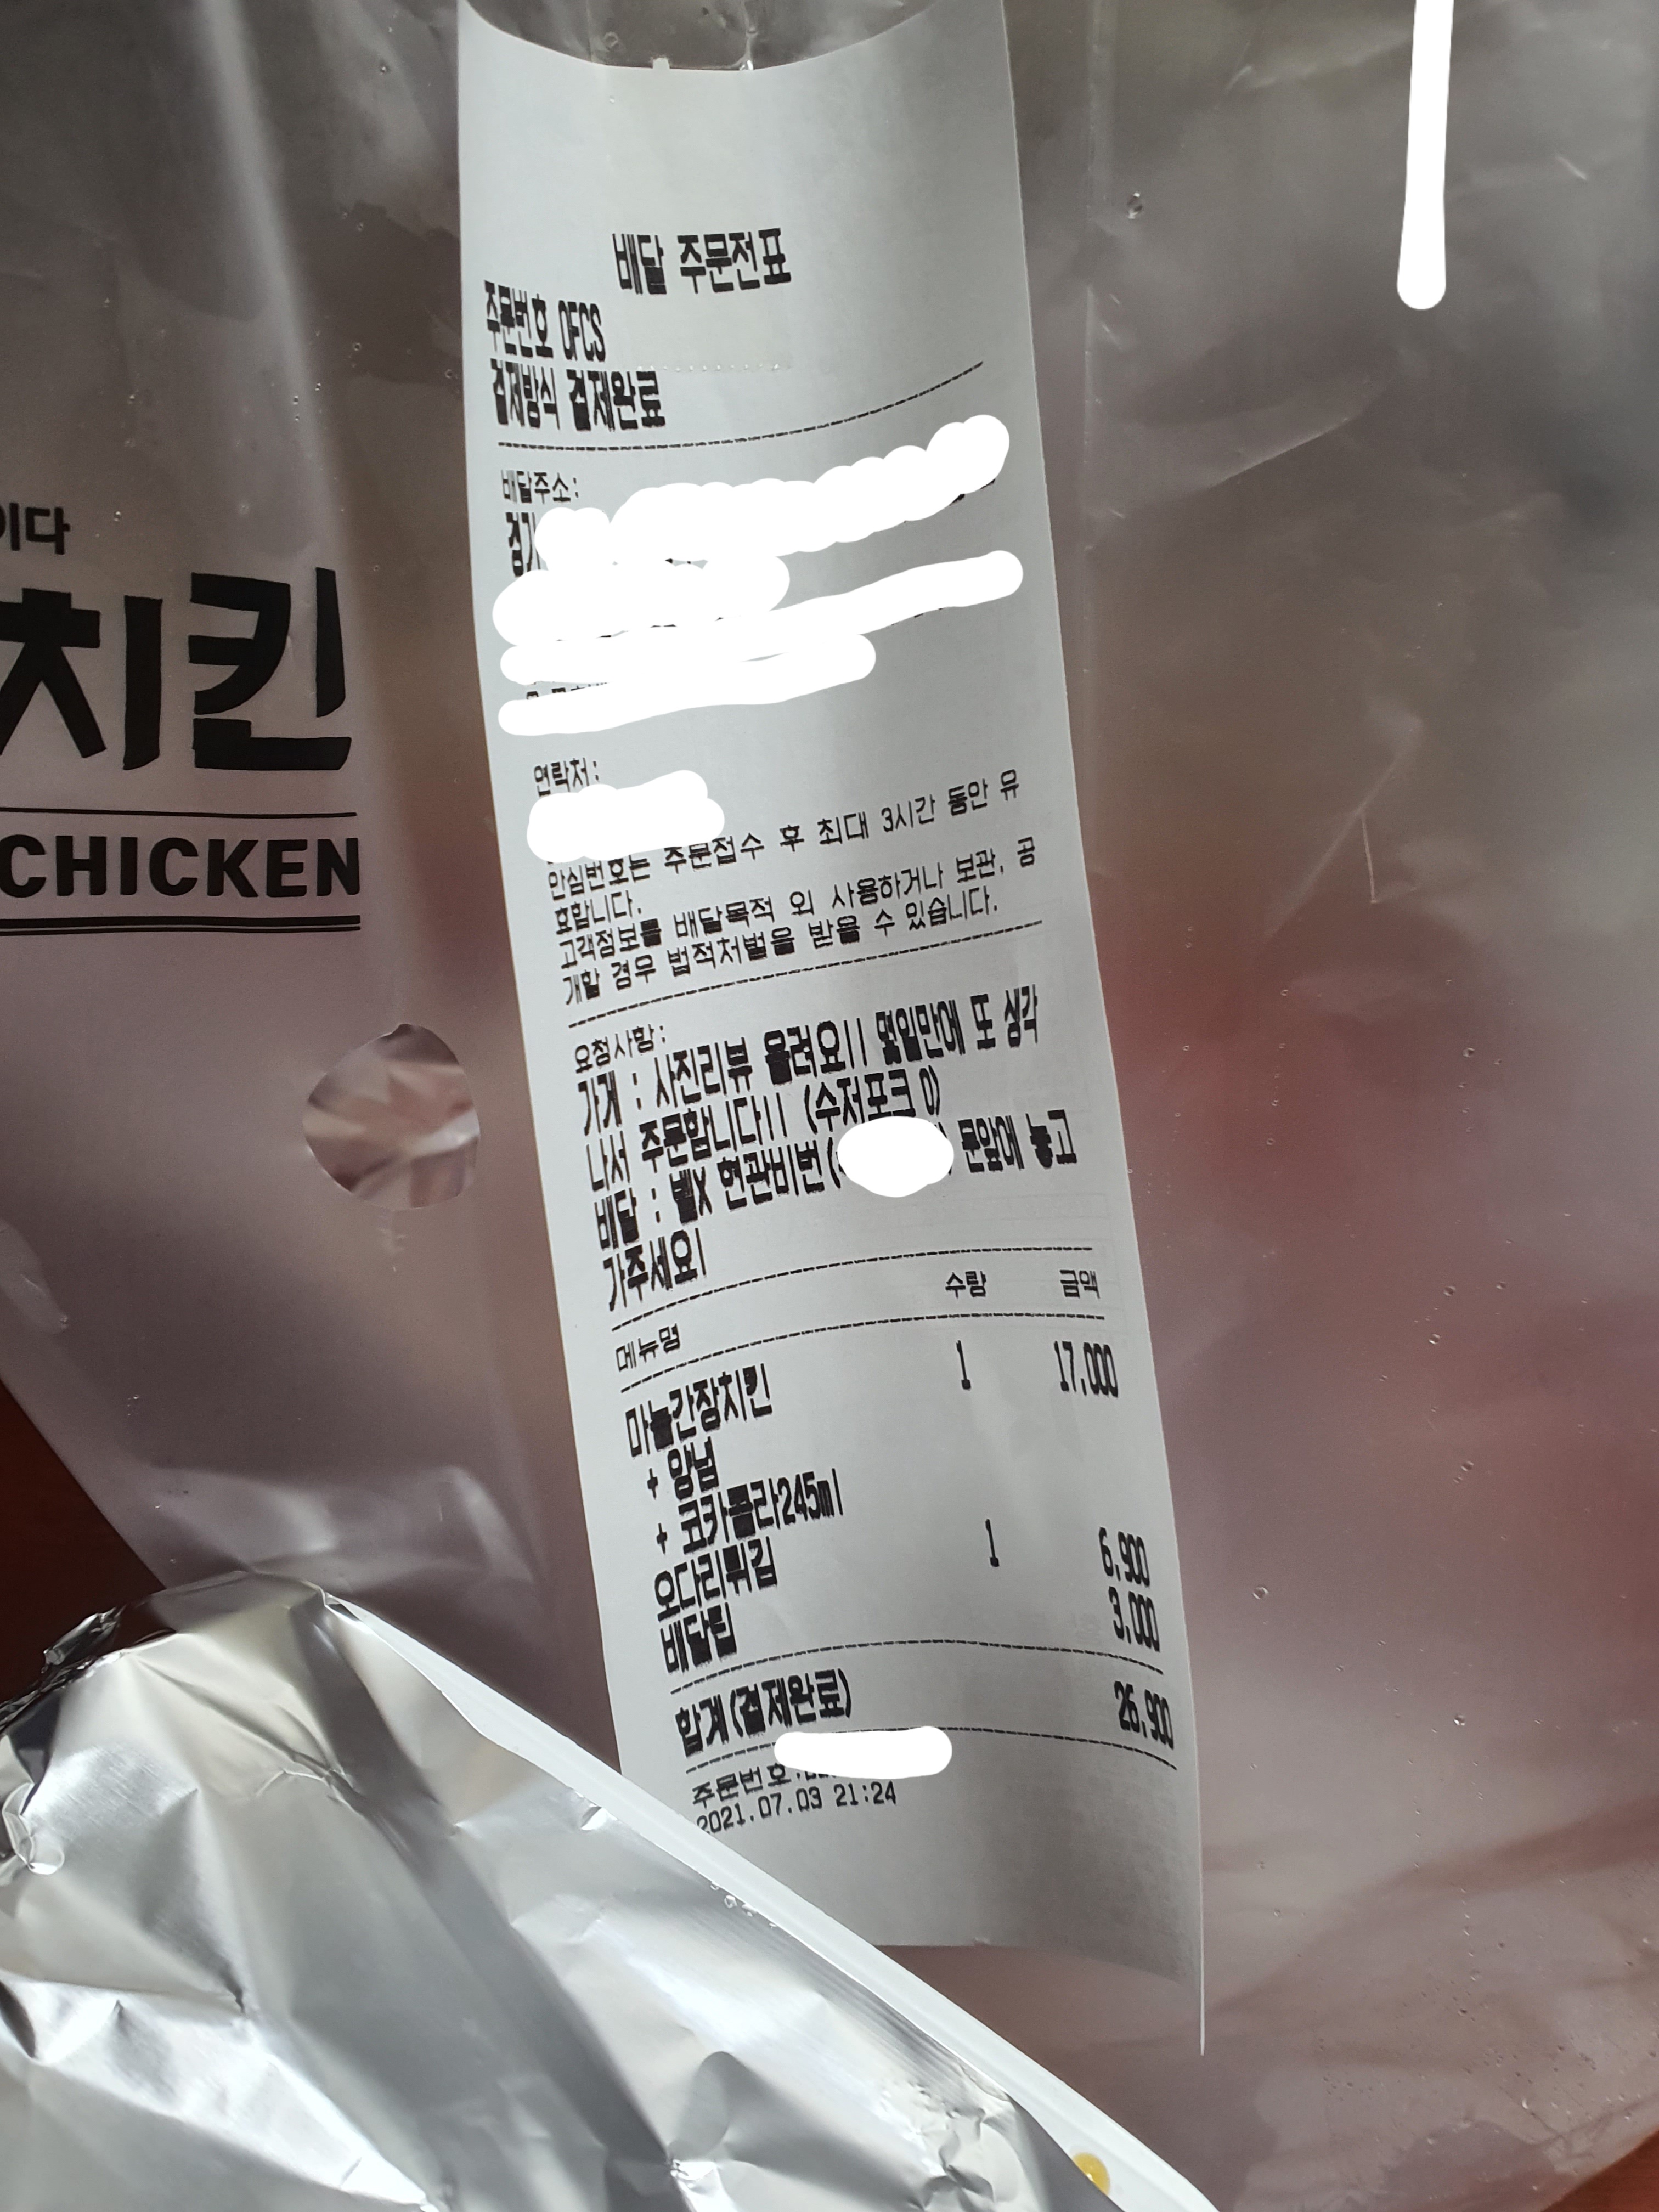 배달 주문전표
주문번호 OFCS
결제방식 결제완료
배달주소:
경기
연락처:
안심번호는 주문접수 후 최대 3시간 동안 유
효합니다.
고객정보를 배달목적 외 사용하거나 보관, 공
개할 경우 법적처벌을 받을 수 있습니다.
요청사항:
가게 : 사진리뷰 올려요!! 몇일만에 또 생각
나서 주문합니다!! (수저포크 O)
배달 : 벨X 현관비번( ) 문앞에 놓고
가주세요!
메뉴명 수량 금액
마늘간장치킨 1 17,000
+ 양념
+ 코카콜라245ml
오다리튀김 1 6,900
배달팁 3,000
합계(결제완료) 26,900
주문번호:
2021.07.03 21:24
이다
치킨
CHICKEN